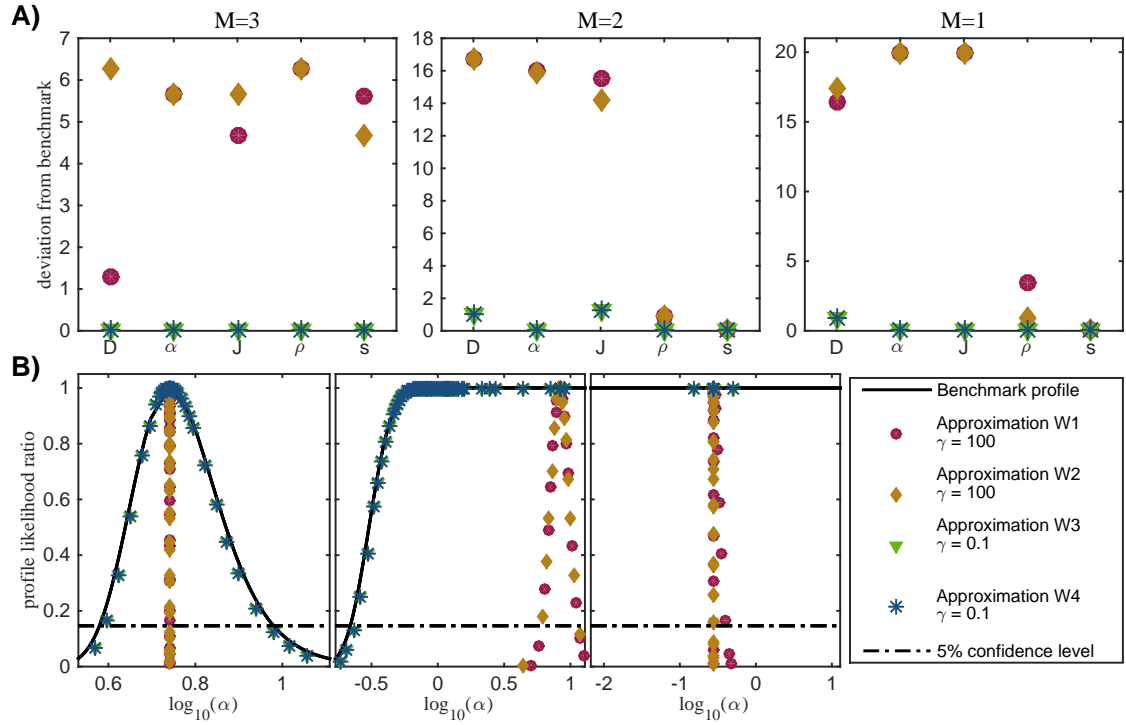 A)
M=3
M=2
M=1
deviation from benchmark
7
6
5
4
3
2
1
0
D α J ρ s
18
16
14
12
10
8
6
4
2
0
D α J ρ s
20
15
10
5
0
D α J ρ s
B)
profile likelihood ratio
1
0.8
0.6
0.4
0.2
0
0.6 0.8 1
log10(α)
-0.5 0 0.5 1
log10(α)
-2 -1 0 1
log10(α)
Benchmark profile
Approximation W1
γ = 100
Approximation W2
γ = 100
Approximation W3
γ = 0.1
Approximation W4
γ = 0.1
5% confidence level